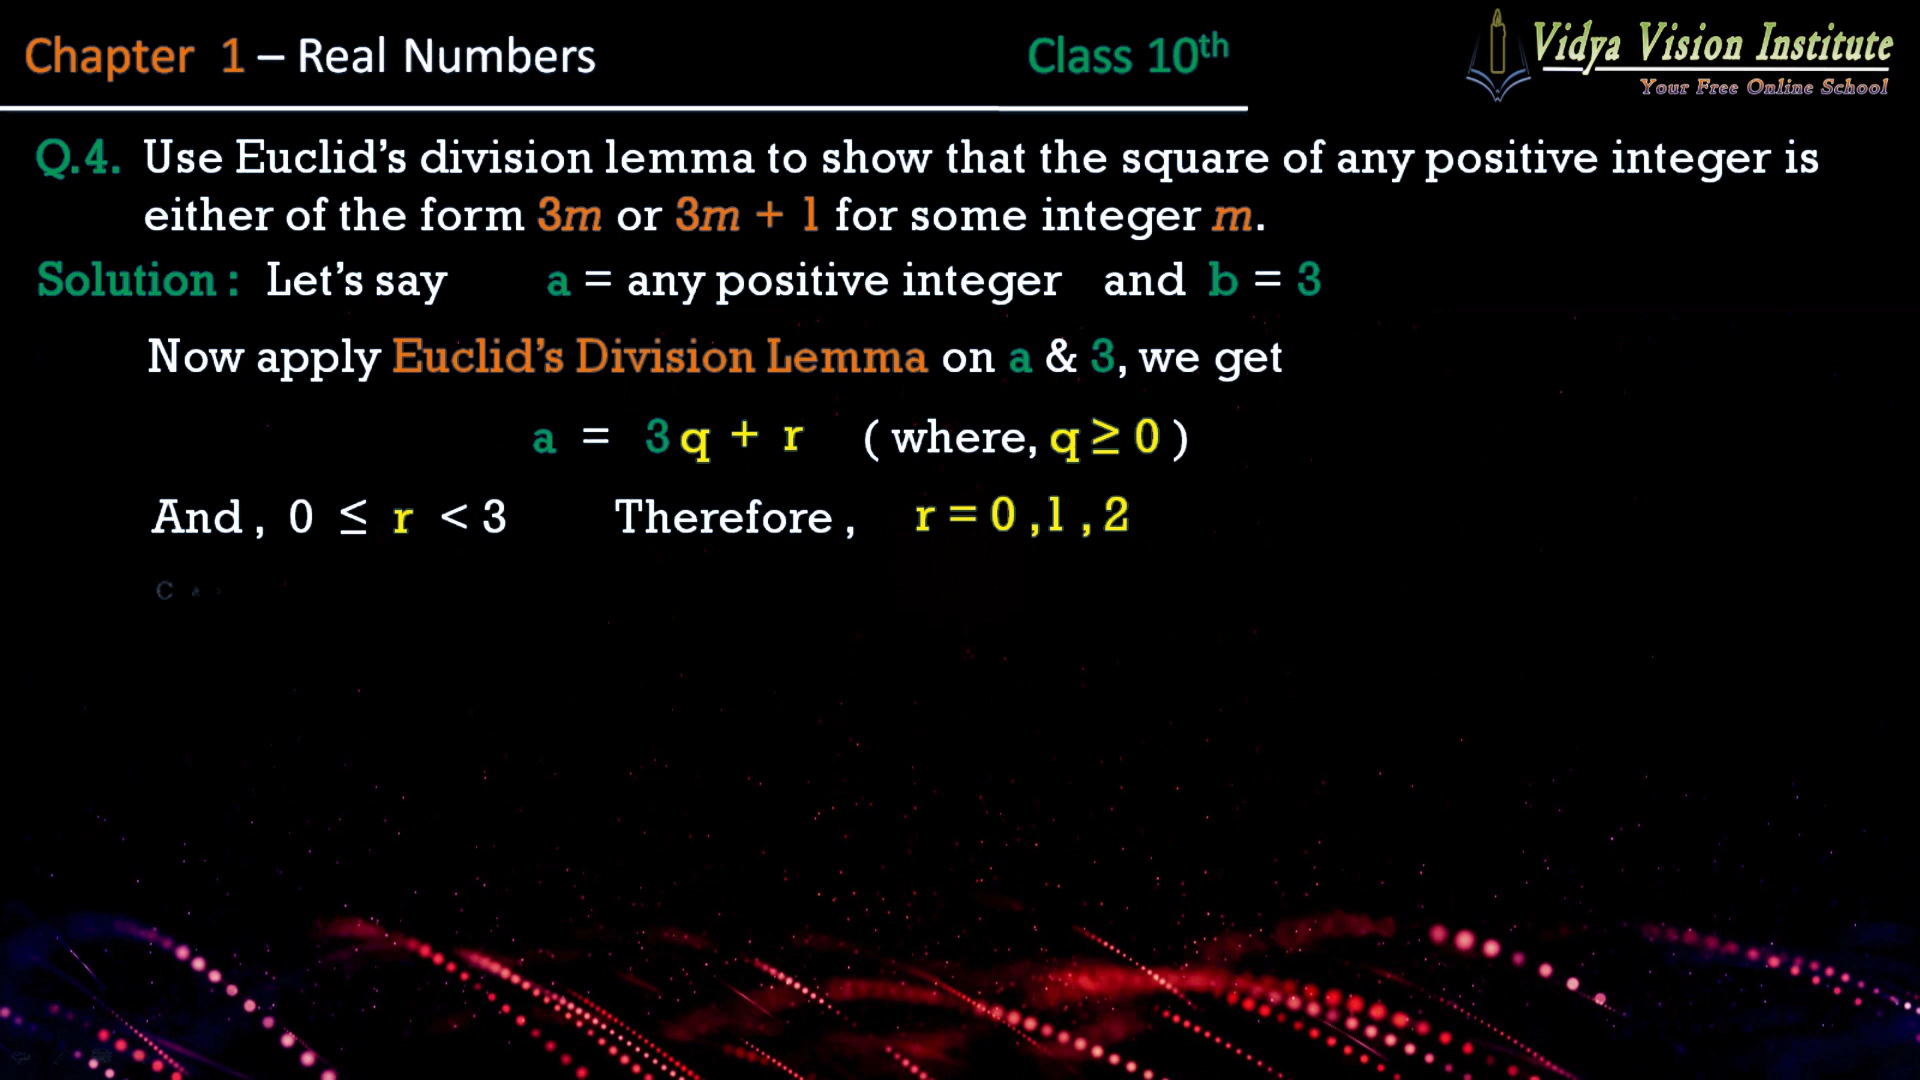 Chapter 1 – Real Numbers
Class 10th
Vidya Vision Institute
Your Free Online School
Q.4. Use Euclid's division lemma to show that the square of any positive integer is
either of the form 3m or 3m + 1 for some integer m.
Solution : Let's say a = any positive integer and b = 3
Now apply Euclid's Division Lemma on a & 3, we get
a = 3 q + r ( where, q ≥ 0 )
And , 0 ≤ r < 3 Therefore , r = 0 , 1 , 2